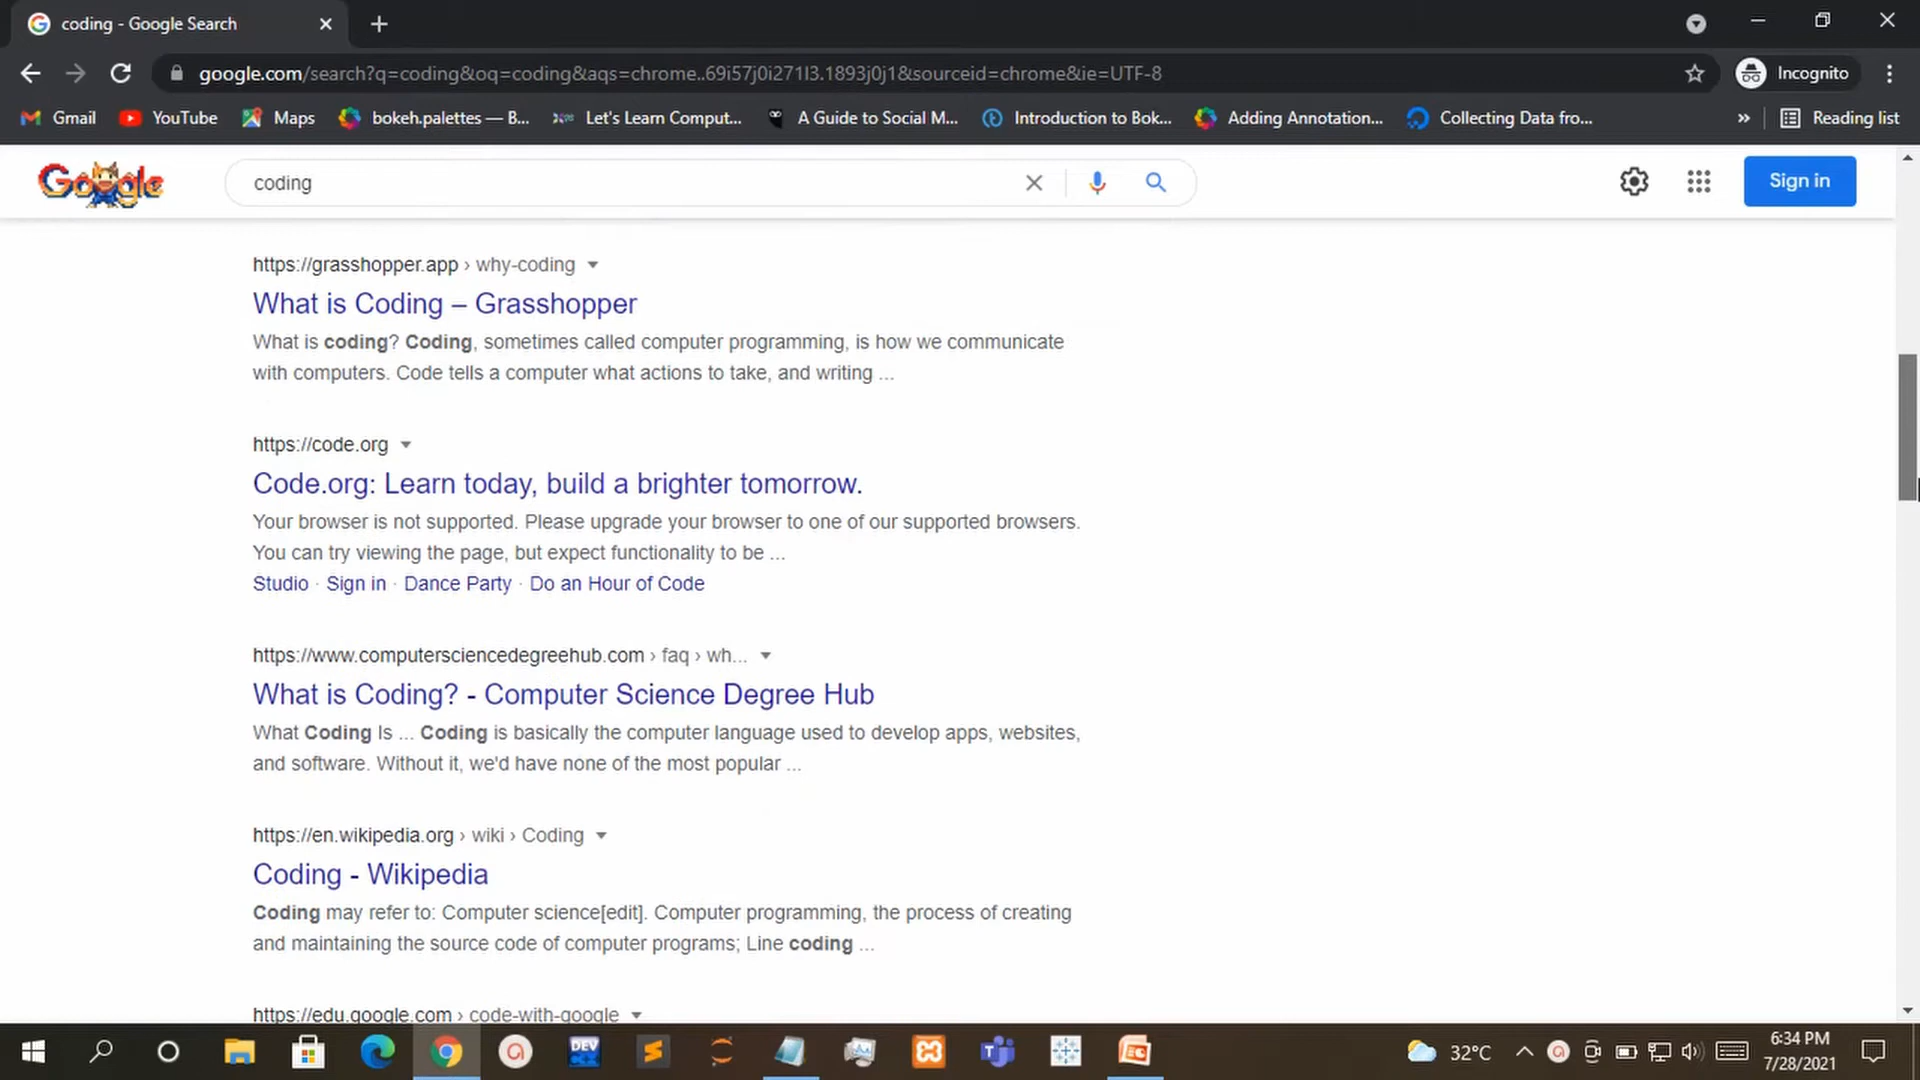 coding - Google Search
google.com/search?q=coding&oq=coding&aqs=chrome..69i57j0i271l3.1893j0j1&sourceid=chrome&ie=UTF-8
Incognito
Gmail YouTube Maps bokeh.palettes — B... Let's Learn Comput... A Guide to Social M... Introduction to Bok... Adding Annotation... Collecting Data fro... » Reading list
Google coding Sign in
https://grasshopper.app › why-coding
What is Coding – Grasshopper
What is coding? Coding, sometimes called computer programming, is how we communicate
with computers. Code tells a computer what actions to take, and writing ...
https://code.org
Code.org: Learn today, build a brighter tomorrow.
Your browser is not supported. Please upgrade your browser to one of our supported browsers.
You can try viewing the page, but expect functionality to be ...
Studio · Sign in · Dance Party · Do an Hour of Code
https://www.computersciencedegreehub.com › faq › wh...
What is Coding? - Computer Science Degree Hub
What Coding Is ... Coding is basically the computer language used to develop apps, websites,
and software. Without it, we'd have none of the most popular ...
https://en.wikipedia.org › wiki › Coding
Coding - Wikipedia
Coding may refer to: Computer science[edit]. Computer programming, the process of creating
and maintaining the source code of computer programs; Line coding ...
https://edu.google.com › code-with-google
DEV
32°C
6:34 PM
7/28/2021